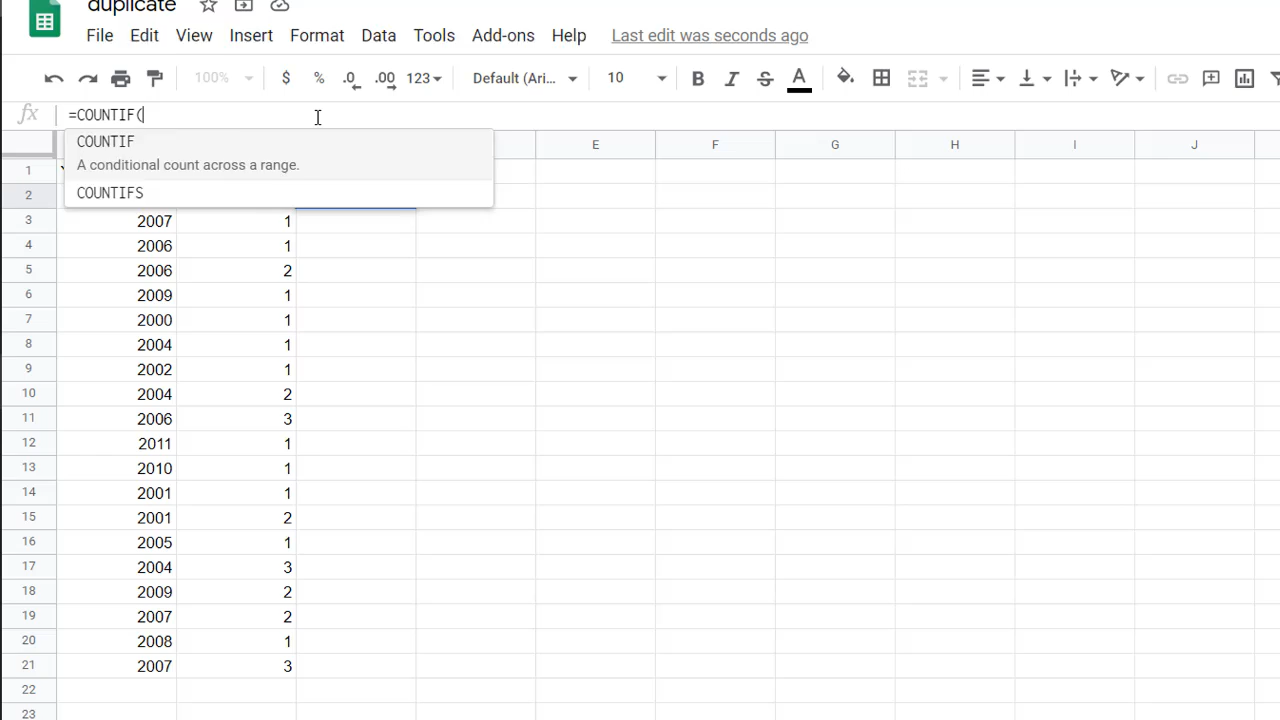 duplicate
File Edit View Insert Format Data Tools Add-ons Help Last edit was seconds ago
100% $ % .0 .00 123 Default (Ari... 10 B I S A
fx =COUNTIF(
COUNTIF
A conditional count across a range.
COUNTIFS
E F G H I J
1
2
3 2007 1
4 2006 1
5 2006 2
6 2009 1
7 2000 1
8 2004 1
9 2002 1
10 2004 2
11 2006 3
12 2011 1
13 2010 1
14 2001 1
15 2001 2
16 2005 1
17 2004 3
18 2009 2
19 2007 2
20 2008 1
21 2007 3
22
23